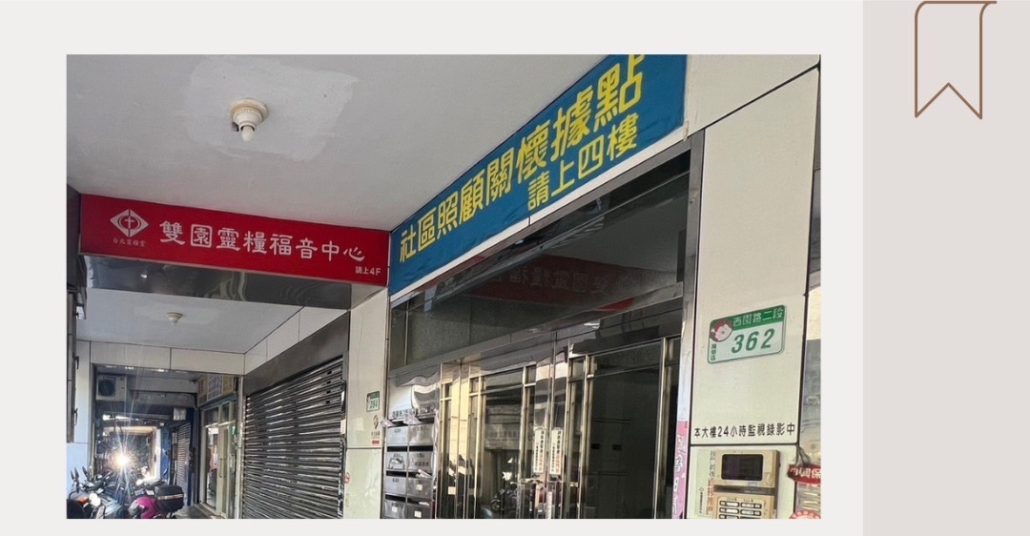 社區照顧關懷據點
請上四樓
雙園靈糧福音中心
請上4F
西園路二段
362
本大樓24小時監視錄影中